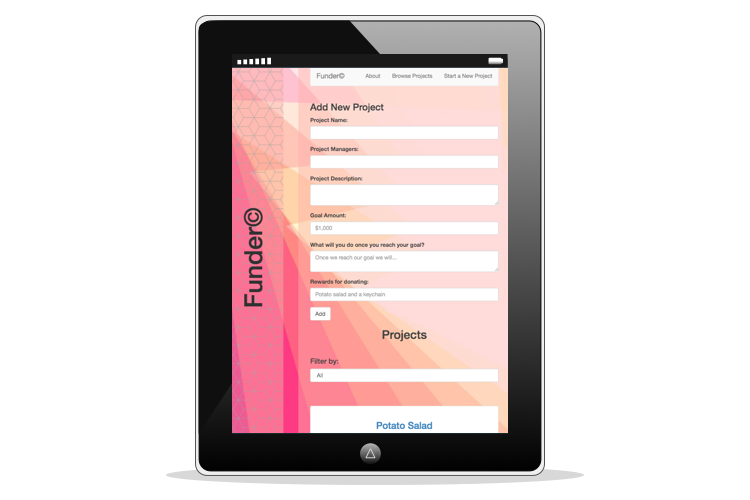 Funder©
Funder© About Browse Projects Start a New Project
Add New Project
Project Name:
Project Managers:
Project Description:
Goal Amount:
$1,000
What will you do once you reach your goal?
Once we reach our goal we will...
Rewards for donating:
Potato salad and a keychain
Add
Projects
Filter by:
All
Potato Salad